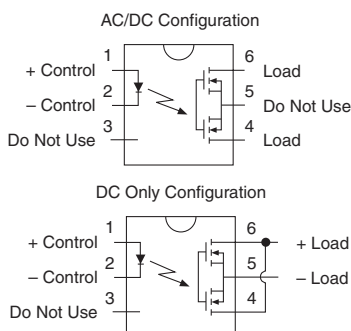 AC/DC Configuration
1 6
+ Control Load
2 5
– Control Do Not Use
3 4
Do Not Use Load
DC Only Configuration
1 6
+ Control + Load
2 5
– Control – Load
3 4
Do Not Use